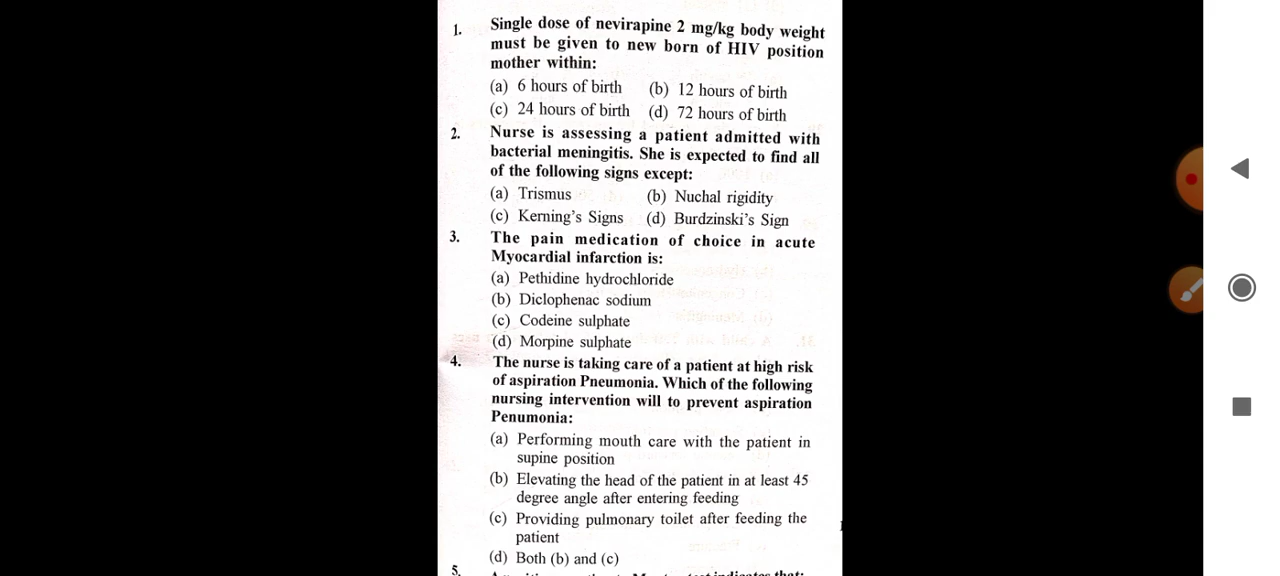 1. Single dose of nevirapine 2 mg/kg body weight
must be given to new born of HIV position
mother within:
(a) 6 hours of birth (b) 12 hours of birth
(c) 24 hours of birth (d) 72 hours of birth
2. Nurse is assessing a patient admitted with
bacterial meningitis. She is expected to find all
of the following signs except:
(a) Trismus (b) Nuchal rigidity
(c) Kerning's Signs (d) Burdzinski's Sign
3. The pain medication of choice in acute
Myocardial infarction is:
(a) Pethidine hydrochloride
(b) Diclophenac sodium
(c) Codeine sulphate
(d) Morpine sulphate
4. The nurse is taking care of a patient at high risk
of aspiration Pneumonia. Which of the following
nursing intervention will to prevent aspiration
Penumonia:
(a) Performing mouth care with the patient in
supine position
(b) Elevating the head of the patient in at least 45
degree angle after entering feeding
(c) Providing pulmonary toilet after feeding the
patient
(d) Both (b) and (c)
5.